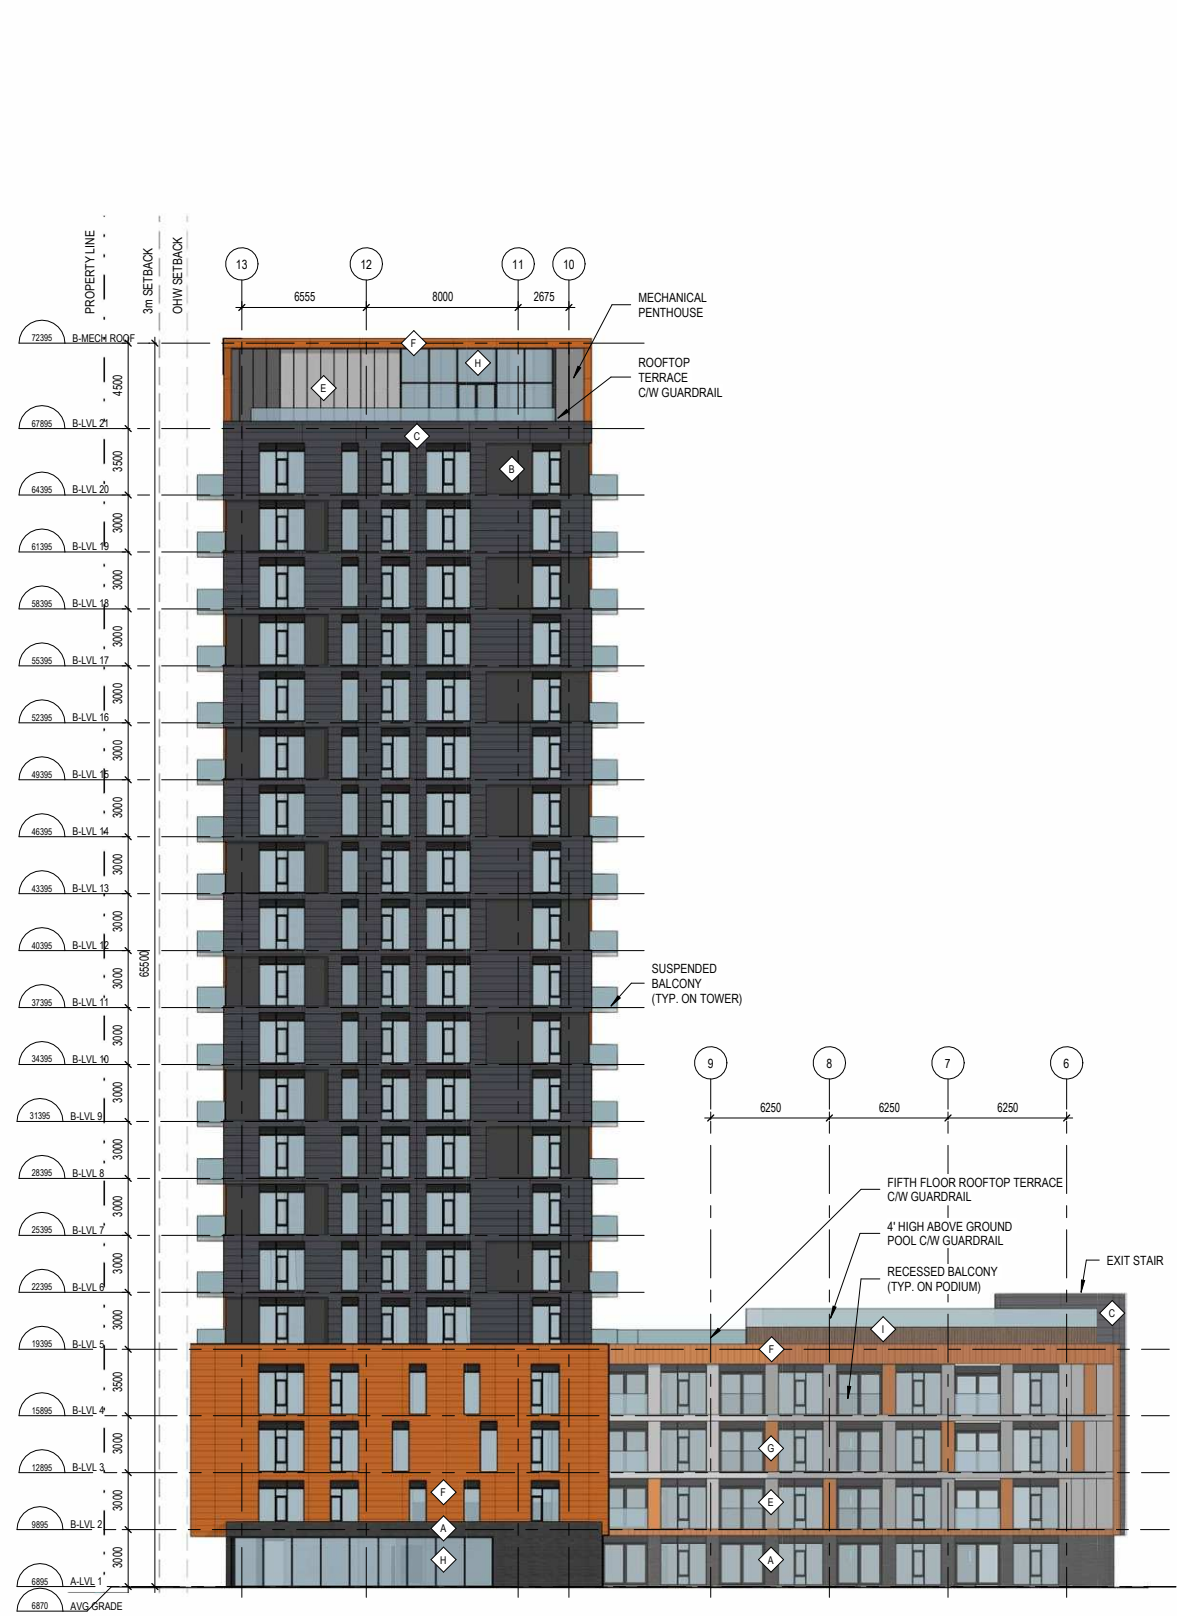 PROPERTY LINE
3m SETBACK
OHW SETBACK
13
12
11
10
6555
8000
2675
MECHANICAL
PENTHOUSE
ROOFTOP
TERRACE
C/W GUARDRAIL
72395 B-MECH ROOF
F
H
E
4500
67895 B-LVL 21
C
B
3500
64395 B-LVL 20
3000
61395 B-LVL 19
3000
58395 B-LVL 18
3000
55395 B-LVL 17
3000
52395 B-LVL 16
3000
49395 B-LVL 15
3000
46395 B-LVL 14
3000
43395 B-LVL 13
3000
40395 B-LVL 12
65500
3000
SUSPENDED
BALCONY
(TYP. ON TOWER)
37395 B-LVL 11
3000
34395 B-LVL 10
9
8
7
6
3000
6250
6250
6250
31395 B-LVL 9
3000
28395 B-LVL 8
3000
FIFTH FLOOR ROOFTOP TERRACE
C/W GUARDRAIL
4' HIGH ABOVE GROUND
POOL C/W GUARDRAIL
RECESSED BALCONY
(TYP. ON PODIUM)
EXIT STAIR
25395 B-LVL 7
3000
22395 B-LVL 6
3000
C
I
19395 B-LVL 5
F
3500
15895 B-LVL 4
3000
G
12895 B-LVL 3
3000
F
E
9895 B-LVL 2
A
3000
H
A
6895 A-LVL 1
6870 AVG GRADE